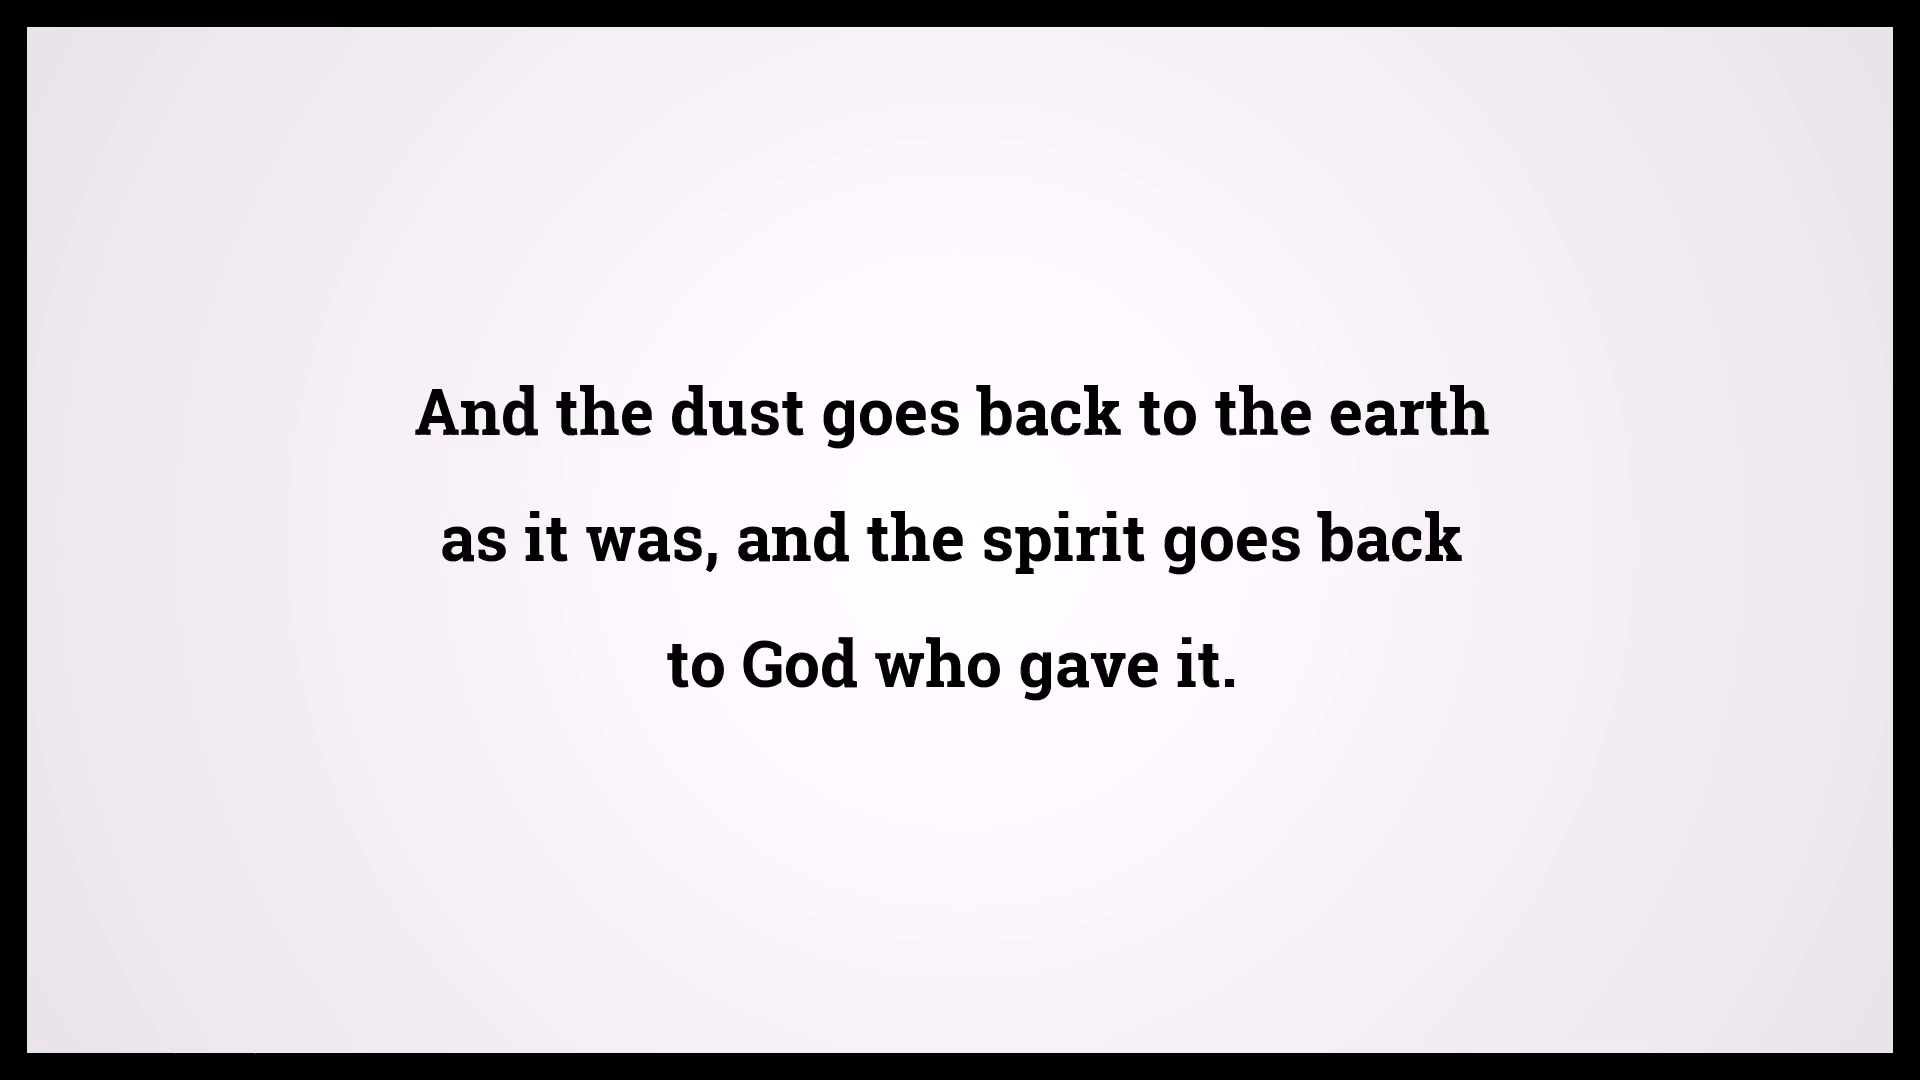 And the dust goes back to the earth
as it was, and the spirit goes back
to God who gave it.